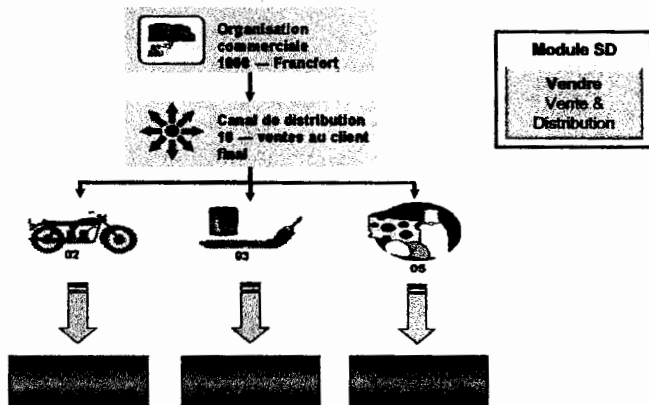 Organisation
commerciale
1000 — Francfort
Canal de distribution
10 — ventes au client
final
02
03
05
Module SD
Vendre
Vente &
Distribution